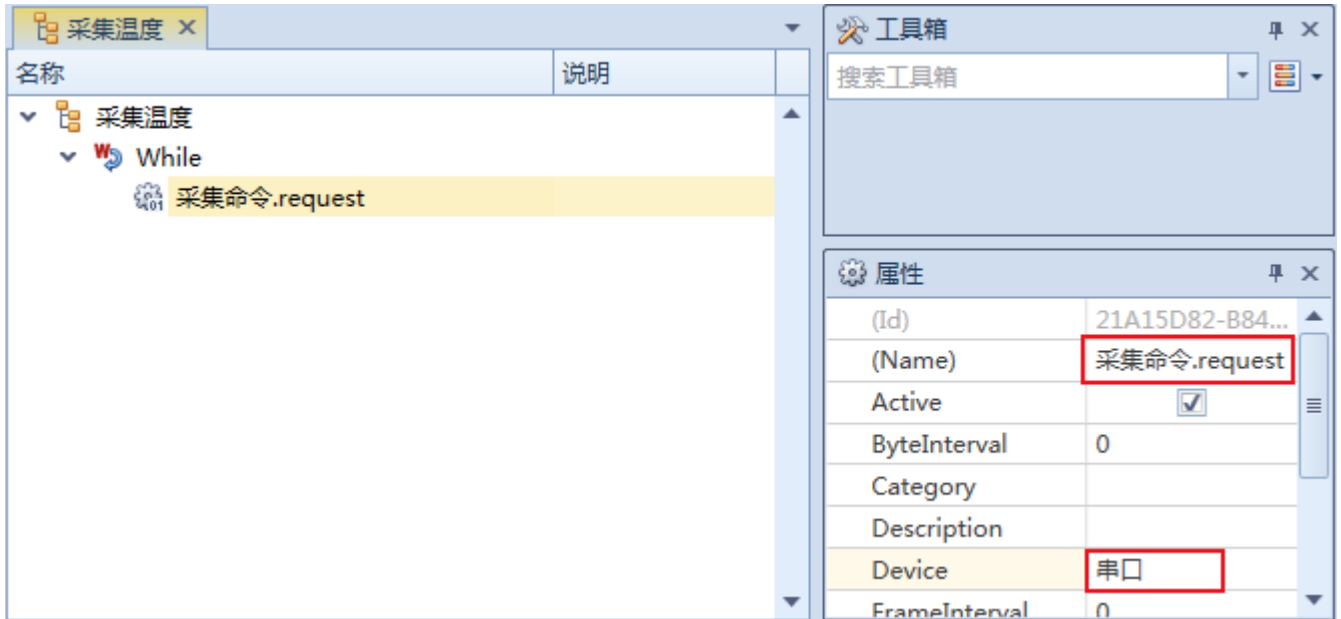 采集温度
名称 说明
采集温度
While
采集命令.request
工具箱
搜索工具箱
属性
(Id) 21A15D82-B84...
(Name) 采集命令.request
Active
ByteInterval 0
Category
Description
Device 串口
FrameInterval 0